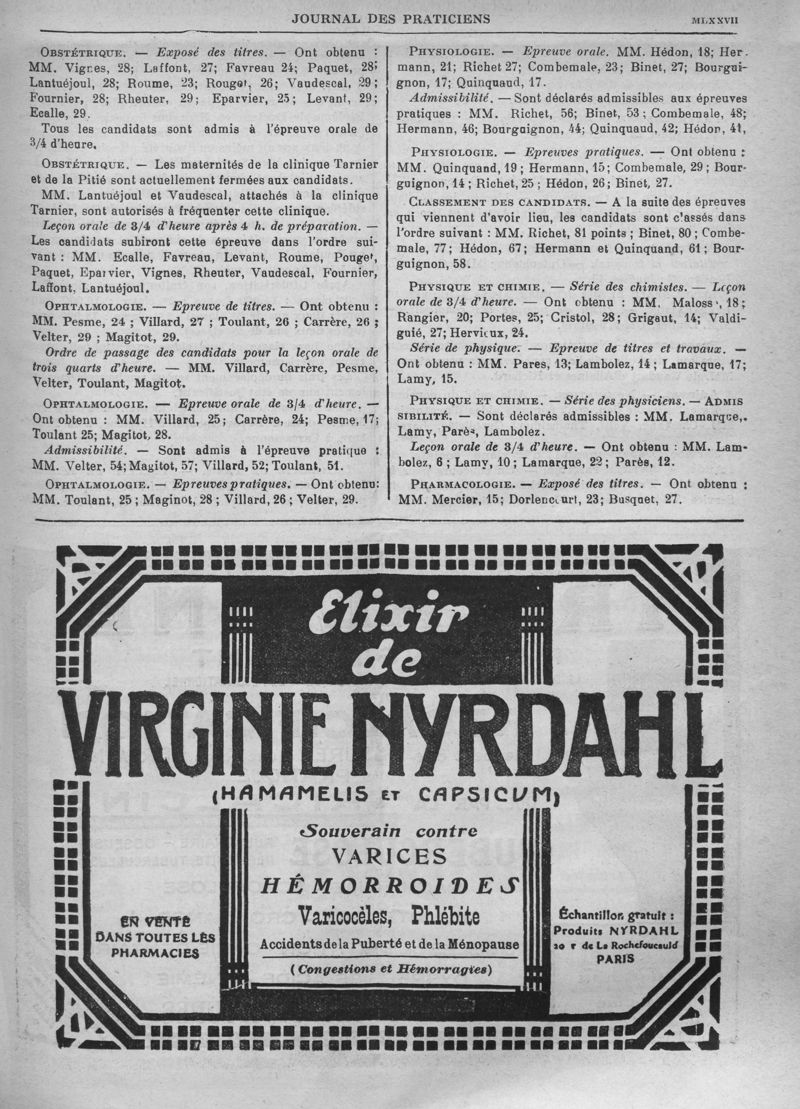 JOURNAL DES PRATICIENS
MLXXVII
OBSTÉTRIQUE. — Exposé des titres. — Ont obtenu :
MM. Vignes, 28; Laffont, 27; Favreau 24; Paquet, 28;
Lantuéjoul, 28; Roume, 23; Rouget, 26; Vaudescal, 29;
Fournier, 28; Rheuter, 29; Eparvier, 25; Levant, 29;
Ecalle, 29.
Tous les candidats sont admis à l'épreuve orale de
3/4 d'heure.
OBSTÉTRIQUE. — Les maternités de la clinique Tarnier
et de la Pitié sont actuellement fermées aux candidats.
MM. Lantuéjoul et Vaudescal, attachés à la clinique
Tarnier, sont autorisés à fréquenter cette clinique.
Leçon orale de 3/4 d'heure après 4 h. de préparation. —
Les candidats subiront cette épreuve dans l'ordre sui-
vant : MM. Ecalle, Favreau, Levant, Roume, Pouget,
Paquet, Eparvier, Vignes, Rheuter, Vaudescal, Fournier,
Laffont, Lantuéjoul.
OPHTALMOLOGIE. — Epreuve de titres. — Ont obtenu :
MM. Pesme, 24 ; Villard, 27 ; Toulant, 26 ; Carrère, 26 ;
Velter, 29 ; Magitot, 29.
Ordre de passage des candidats pour la leçon orale de
trois quarts d'heure. — MM. Villard, Carrère, Pesme,
Velter, Toulant, Magitot.
OPHTALMOLOGIE. — Epreuve orale de 3/4 d'heure. —
Ont obtenu : MM. Villard, 25; Carrère, 24; Pesme, 17;
Toulant 25; Magitot, 28.
Admissibilité. — Sont admis à l'épreuve pratique :
MM. Velter, 54; Magitot, 57; Villard, 52; Toulant, 51.
OPHTALMOLOGIE. — Epreuves pratiques. — Ont obtenu:
MM. Toulant, 25 ; Maginot, 28 ; Villard, 26 ; Velter, 29.
PHYSIOLOGIE. — Epreuve orale. MM. Hédon, 18; Her-
mann, 21; Richet 27; Combemale, 23; Binet, 27; Bourgui-
gnon, 17; Quinquaud, 17.
Admissibilité. — Sont déclarés admissibles aux épreuves
pratiques : MM. Richet, 56; Binet, 53; Combemale, 48;
Hermann, 46; Bourguignon, 44; Quinquaud, 42; Hédon, 41,
PHYSIOLOGIE. — Epreuves pratiques. — Ont obtenu :
MM. Quinquand, 19 ; Hermann, 15; Combemale, 29 ; Bour-
guignon, 14 ; Richet, 25 ; Hédon, 26 ; Binet, 27.
CLASSEMENT DES CANDIDATS. — A la suite des épreuves
qui viennent d'avoir lieu, les candidats sont classés dans
l'ordre suivant : MM. Richet, 81 points ; Binet, 80 ; Combe-
male, 77 ; Hédon, 67 ; Hermann et Quinquand, 61 ; Bour-
guignon, 58.
PHYSIQUE ET CHIMIE. — Série des chimistes. — Leçon
orale de 3/4 d'heure. — Ont obtenu : MM. 18 ;
Rangier, 20; Portes, 25; Cristol, 28 ; Grigaut, 14; Valdi-
guié, 27; Hervieux, 24.
Série de physique. — Epreuve de titres et travaux. —
Ont obtenu : MM. Pares, 13; Lambolez, 14 ; Lamarque, 17;
Lamy, 15.
PHYSIQUE ET CHIMIE. — Série des physiciens. — ADMIS
SIBILITÉ. — Sont déclarés admissibles : MM. Lamarque,.
Lamy, Parès, Lambolez.
Leçon orale de 3/4 d'heure. — Ont obtenu : MM. Lam-
bolez, 6 ; Lamy, 10 ; Lamarque, 22 ; Parès, 12.
PHARMACOLOGIE. — Exposé des titres. — Ont obtenu :
MM. Mercier, 15; Dorlencourt, 23; Busquet, 27.
Elixir
de
VIRGINIE NYRDAHL
(HAMAMELIS ET CAPSICUM)
Souverain contre
VARICES
HÉMORROIDES
Varicocèles, Phlébite
Accidents de la Puberté et de la Ménopause
(Congestions et Hémorragies)
EN VENTE
DANS TOUTES LES
PHARMACIES
Échantillon gratuit :
Produits NYRDAHL
20 r de La Rochefoucauld
PARIS